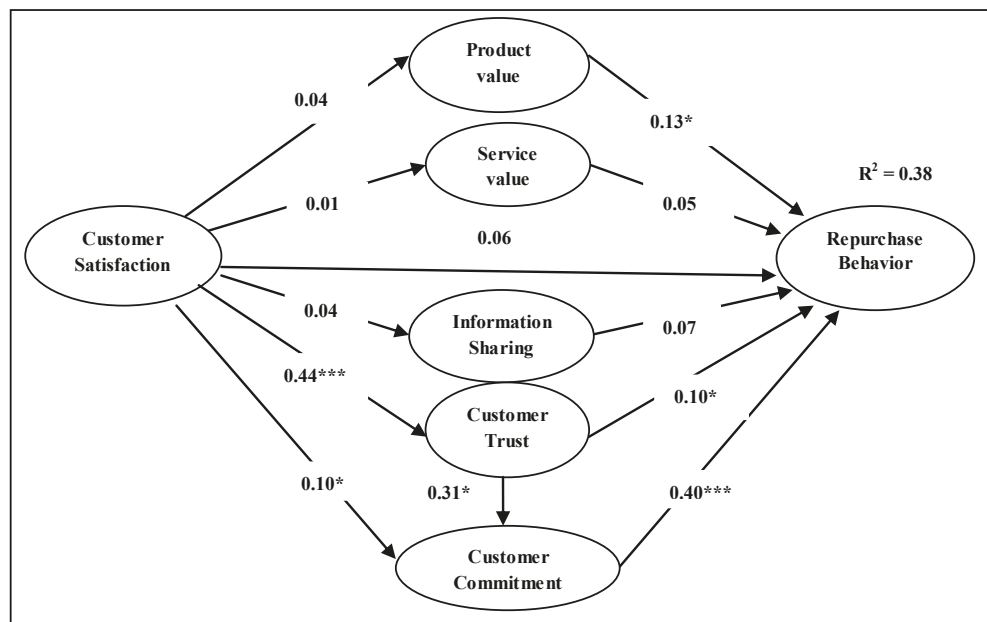 Product
value
0.04
0.13*
Service
value
R² = 0.38
0.01
0.05
Customer
Satisfaction
0.06
Repurchase
Behavior
0.04
Information
Sharing
0.07
0.44***
Customer
Trust
0.10*
0.10*
0.31*
0.40***
Customer
Commitment